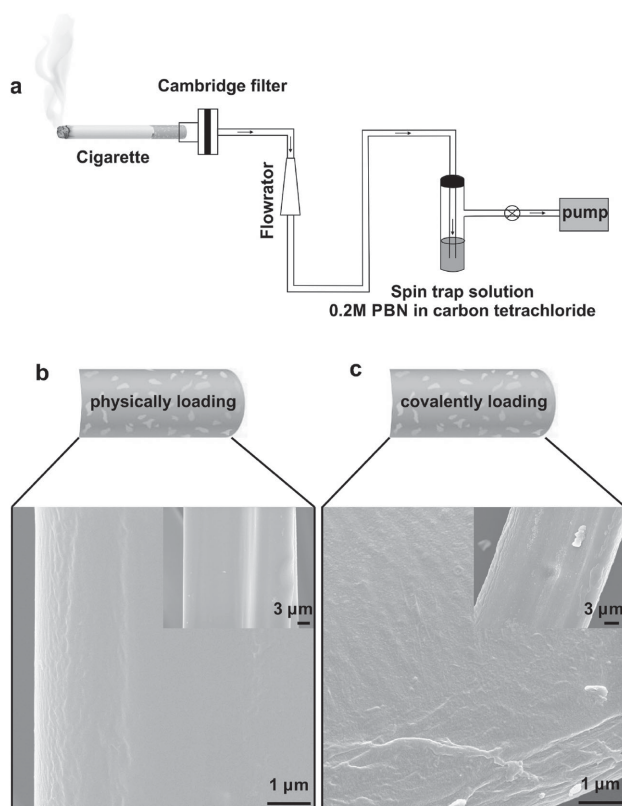 a
Cambridge filter
Cigarette
Flowrator
pump
Spin trap solution
0.2M PBN in carbon tetrachloride
b
physically loading
3 µm
1 µm
c
covalently loading
3 µm
1 µm